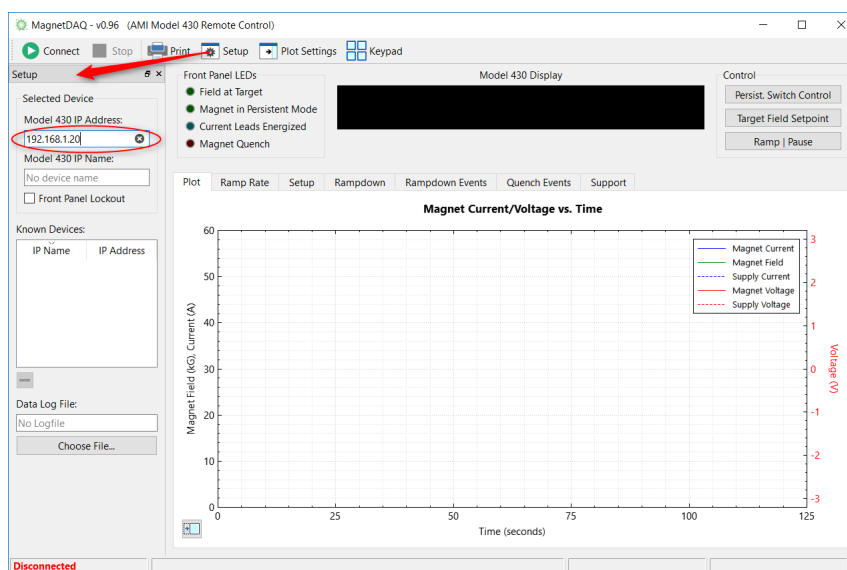 MagnetDAQ - v0.96 (AMI Model 430 Remote Control)
Connect Stop Print Setup Plot Settings Keypad
Setup
Selected Device
Model 430 IP Address:
192.168.1.20
Model 430 IP Name:
No device name
Front Panel Lockout
Known Devices:
IP Name IP Address
Data Log File:
No Logfile
Choose File...
Front Panel LEDs
Field at Target
Magnet in Persistent Mode
Current Leads Energized
Magnet Quench
Model 430 Display
Control
Persist. Switch Control
Target Field Setpoint
Ramp | Pause
Plot Ramp Rate Setup Rampdown Rampdown Events Quench Events Support
Magnet Current/Voltage vs. Time
Magnet Field (kG), Current (A)
60
50
40
30
20
10
0
Magnet Current
Magnet Field
Supply Current
Magnet Voltage
Supply Voltage
3
2
1
0
-1
-2
-3
Voltage (V)
0 25 50 75 100 125
Time (seconds)
Disconnected